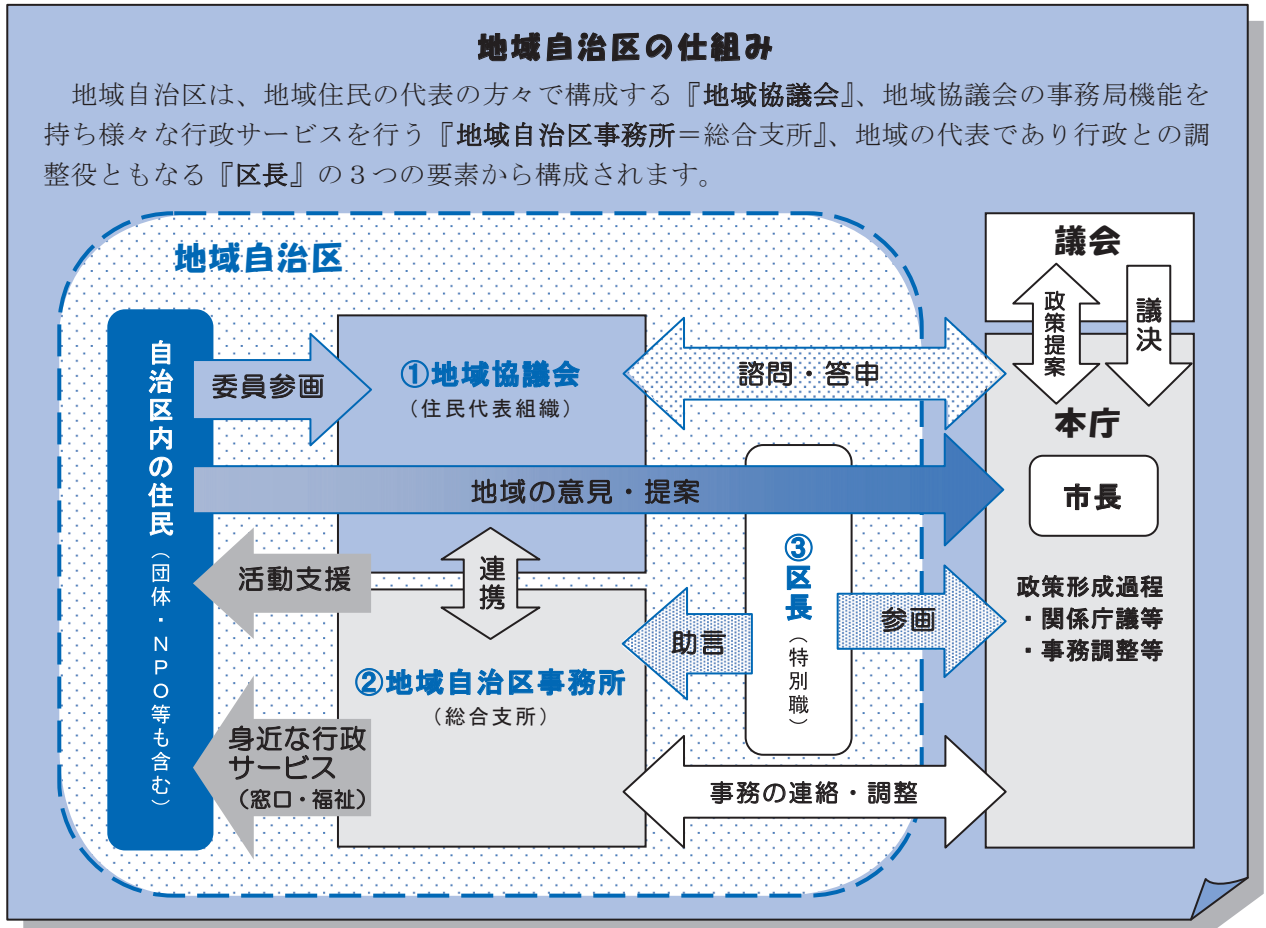 地域自治区の仕組み
地域自治区は、地域住民の代表の方々で構成する『地域協議会』、地域協議会の事務局機能を
持ち様々な行政サービスを行う『地域自治区事務所＝総合支所』、地域の代表であり行政との調
整役ともなる『区長』の３つの要素から構成されます。
地域自治区
自治区内の住民（団体・ＮＰＯ等も含む）
委員参画
①地域協議会
（住民代表組織）
諮問・答申
地域の意見・提案
活動支援
連携
②地域自治区事務所
（総合支所）
身近な行政
サービス
（窓口・福祉）
助言
③区長（特別職）
参画
事務の連絡・調整
議会
政策提案
議決
本庁
市長
政策形成過程
・関係庁議等
・事務調整等